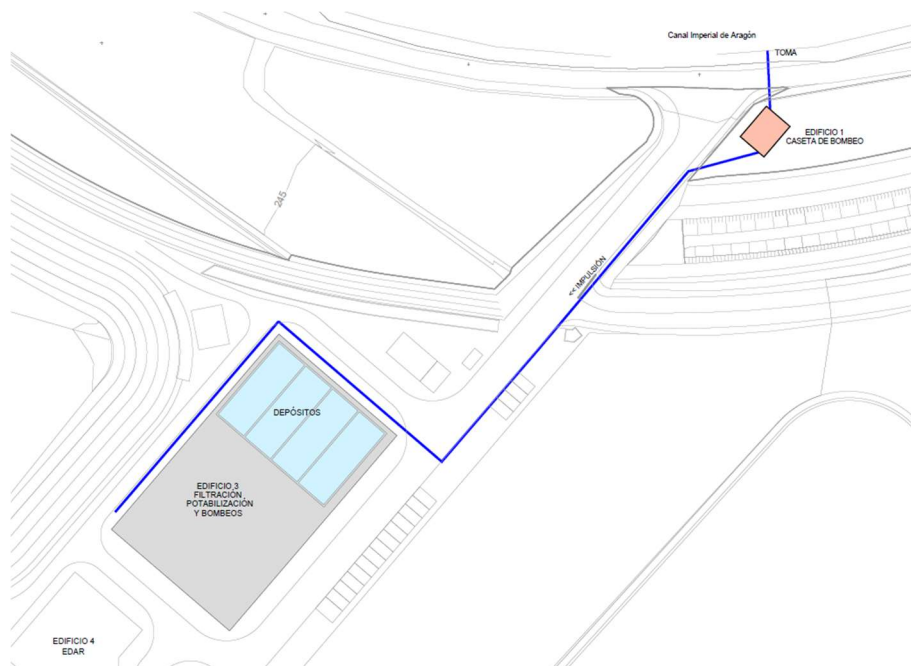 Canal Imperial de Aragón
TOMA
EDIFICIO 1
CASETA DE BOMBEO
245
<< IMPULSIÓN
DEPÓSITOS
EDIFICIO 3
FILTRACIÓN
POTABILIZACIÓN
Y BOMBEOS
EDIFICIO 4
EDAR